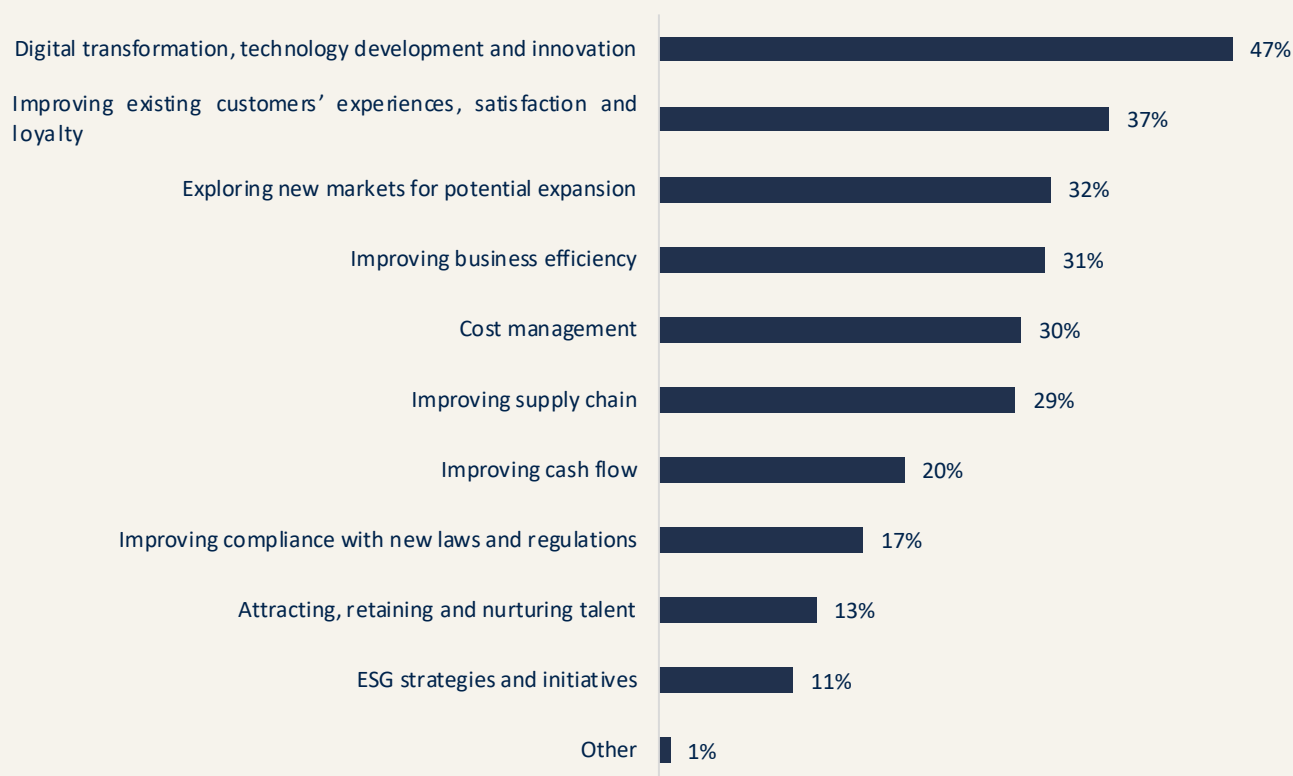 Digital transformation, technology development and innovation 47%
Improving existing customers’ experiences, satisfaction and
loyalty 37%
Exploring new markets for potential expansion 32%
Improving business efficiency 31%
Cost management 30%
Improving supply chain 29%
Improving cash flow 20%
Improving compliance with new laws and regulations 17%
Attracting, retaining and nurturing talent 13%
ESG strategies and initiatives 11%
Other 1%